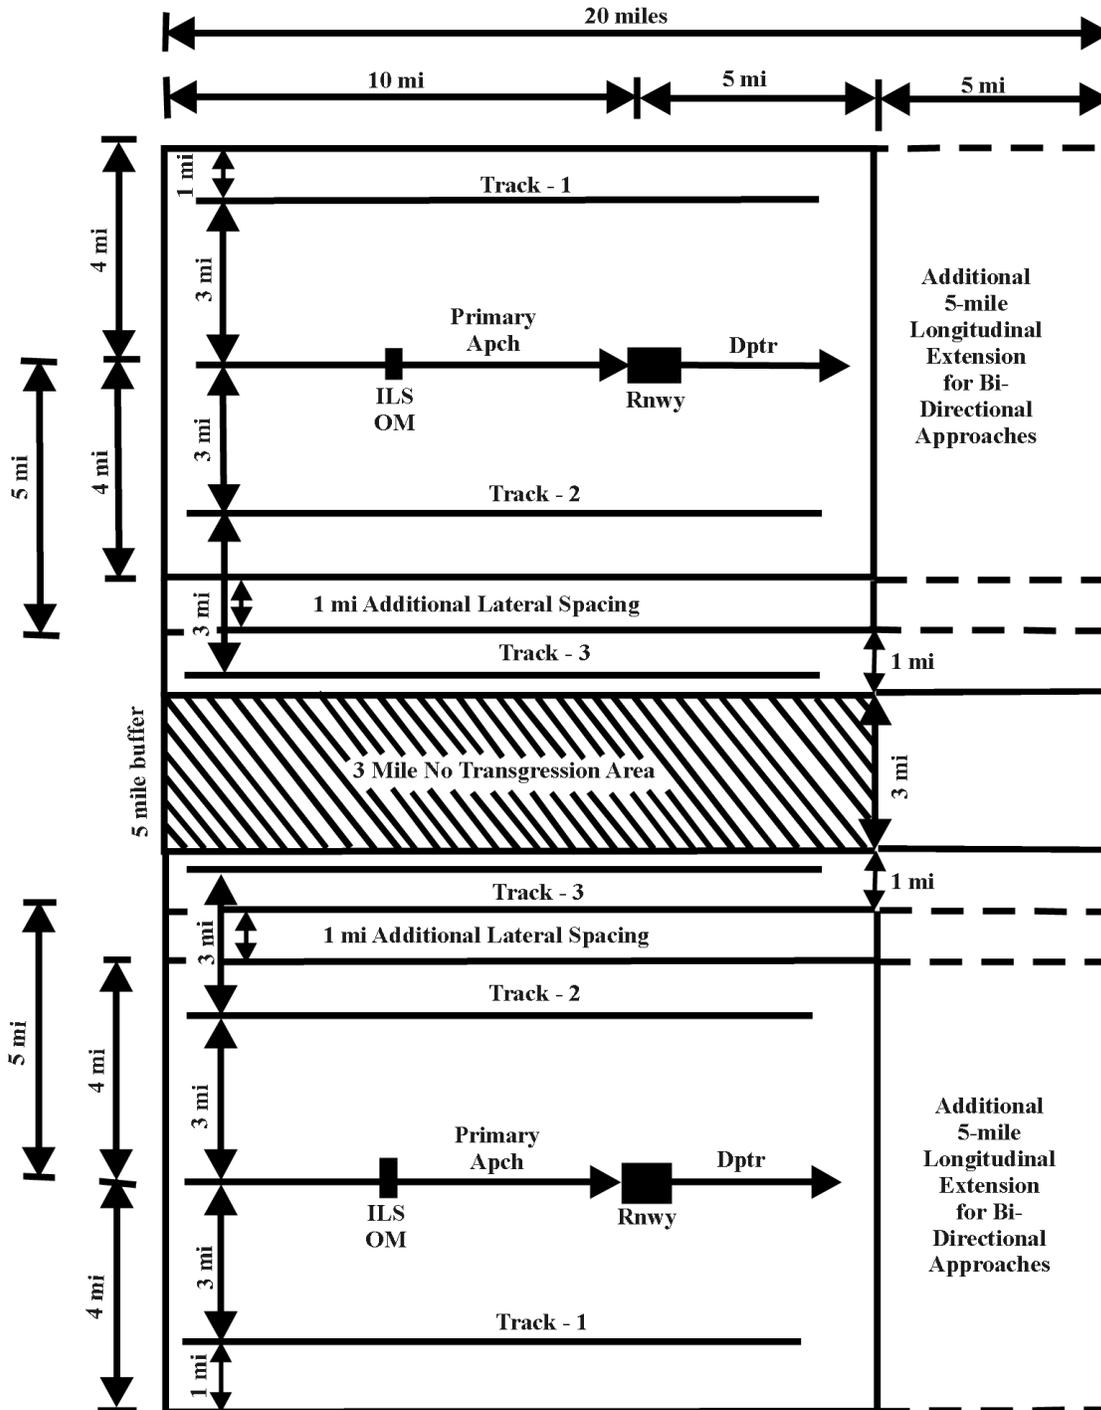 20 miles
10 mi
5 mi
5 mi
1 mi
Track - 1
4 mi
3 mi
Primary
Apch
Dptr
ILS
OM
Rnwy
Additional
5-mile
Longitudinal
Extension
for Bi-
Directional
Approaches
5 mi
4 mi
3 mi
Track - 2
3 mi
1 mi Additional Lateral Spacing
Track - 3
1 mi
5 mile buffer
3 Mile No Transgression Area
3 mi
Track - 3
1 mi
3 mi
1 mi Additional Lateral Spacing
Track - 2
5 mi
4 mi
3 mi
Primary
Apch
Dptr
ILS
OM
Rnwy
Additional
5-mile
Longitudinal
Extension
for Bi-
Directional
Approaches
4 mi
3 mi
Track - 1
1 mi